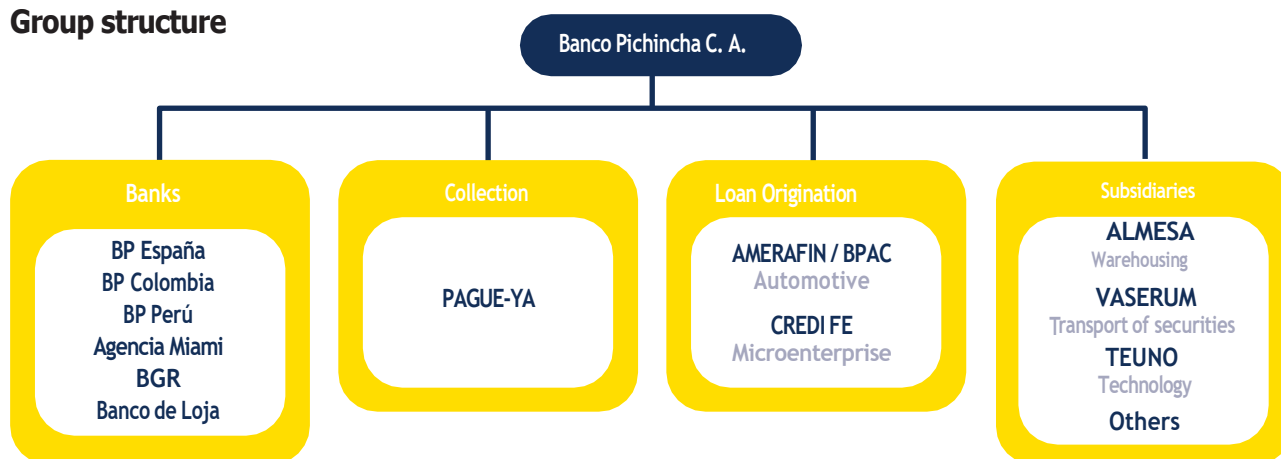 Group structure
Banco Pichincha C. A.
Banks
BP España
BP Colombia
BP Perú
Agencia Miami
BGR
Banco de Loja
Collection
PAGUE-YA
Loan Origination
AMERAFIN / BPAC
Automotive
CREDI FE
Microenterprise
Subsidiaries
ALMESA
Warehousing
VASERUM
Transport of securities
TEUNO
Technology
Others